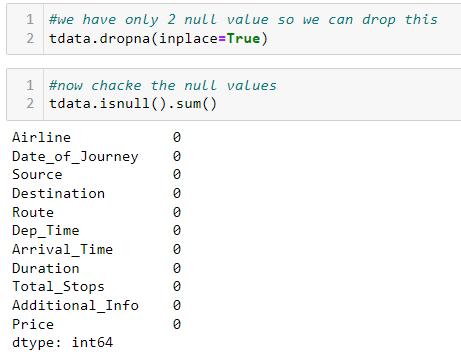 1 #we have only 2 null value so we can drop this
2 tdata.dropna(inplace=True)
1 #now chacke the null values
2 tdata.isnull().sum()
Airline 0
Date_of_Journey 0
Source 0
Destination 0
Route 0
Dep_Time 0
Arrival_Time 0
Duration 0
Total_Stops 0
Additional_Info 0
Price 0
dtype: int64